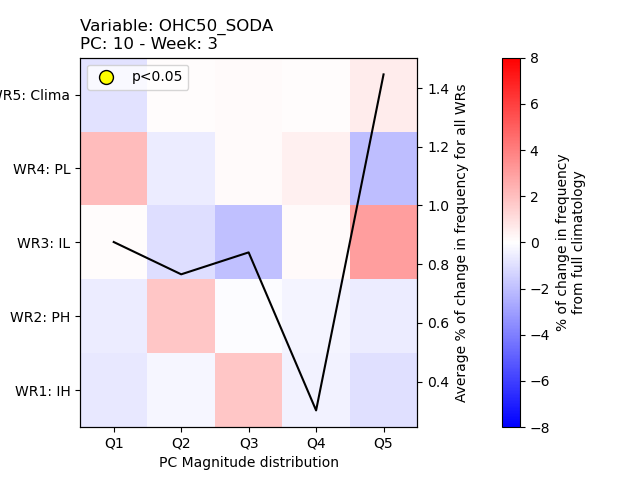 Variable: OHC50_SODA
PC: 10 - Week: 3
p<0.05
WR5: Clima
WR4: PL
WR3: IL
WR2: PH
WR1: IH
Q1 Q2 Q3 Q4 Q5
PC Magnitude distribution
1.4
1.2
1.0
0.8
0.6
0.4
Average % of change in frequency for all WRs
8
6
4
2
0
−2
−4
−6
−8
% of change in frequency
from full climatology